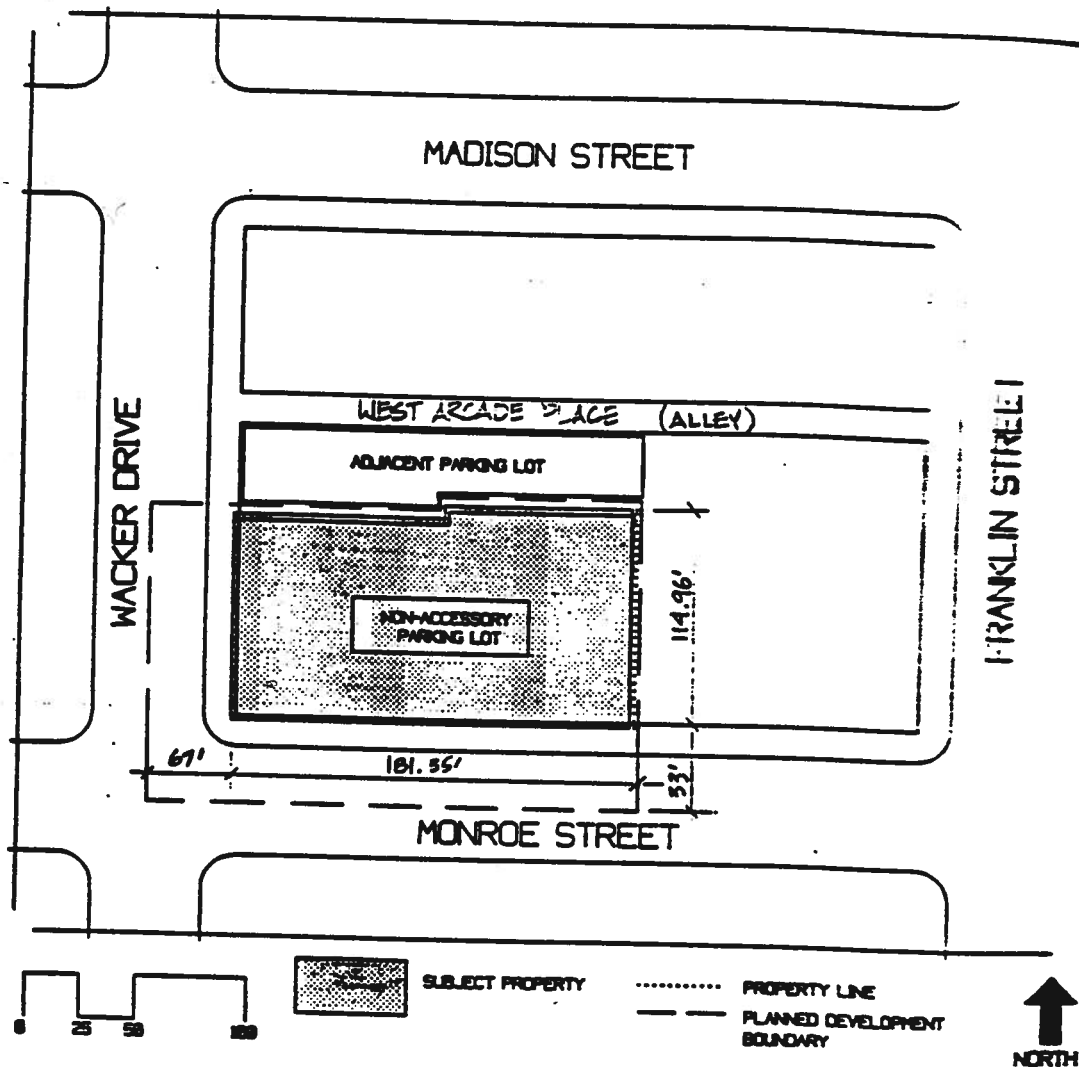 MADISON STREET
WACKER DRIVE
WEST ARCADE PLACE (ALLEY)
ADJACENT PARKING LOT
FRANKLIN STREET
NON-ACCESSORY
PARKING LOT
114.96'
67'
181.35'
33'
MONROE STREET
0 25 50 100
SUBJECT PROPERTY
PROPERTY LINE
PLANNED DEVELOPMENT
BOUNDARY
NORTH